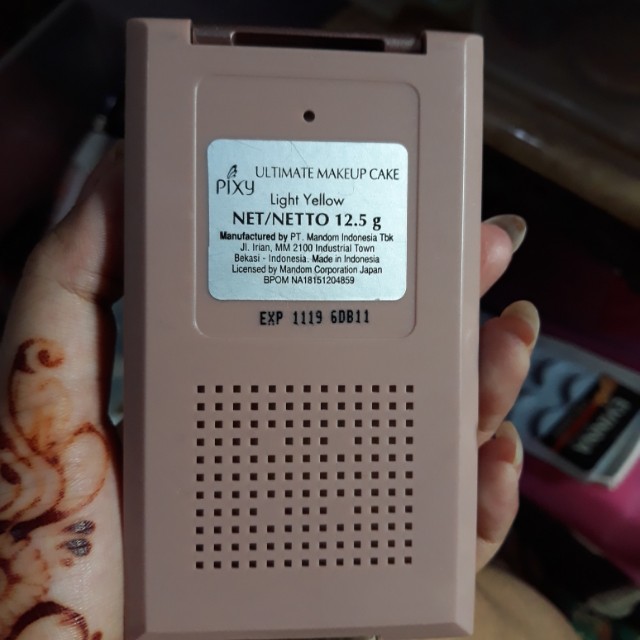 PIXY ULTIMATE MAKEUP CAKE
Light Yellow
NET/NETTO 12.5 g
Manufactured by PT. Mandom Indonesia Tbk
Jl. Irian, MM 2100 Industrial Town
Bekasi - Indonesia. Made in Indonesia
Licensed by Mandom Corporation Japan
BPOM NA18151204859
EXP 1119 6DB11